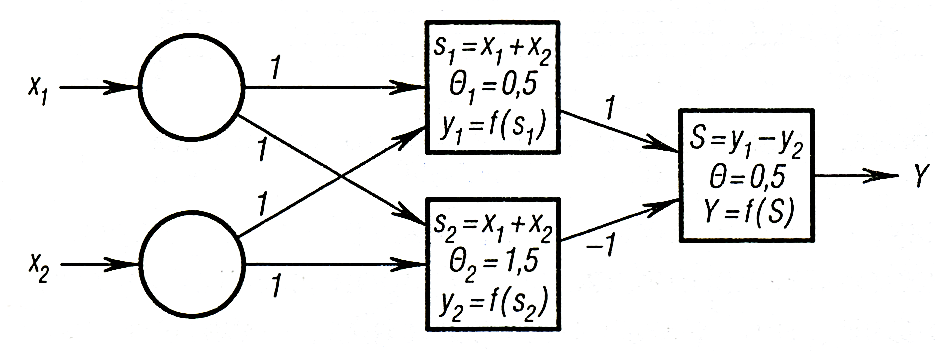 x₁
1
1
1
1
s₁ = x₁ + x₂
θ₁ = 0,5
y₁ = f(s₁)
1
S = y₁ − y₂
θ = 0,5
Y = f(S)
Y
x₂
s₂ = x₁ + x₂
θ₂ = 1,5
y₂ = f(s₂)
−1